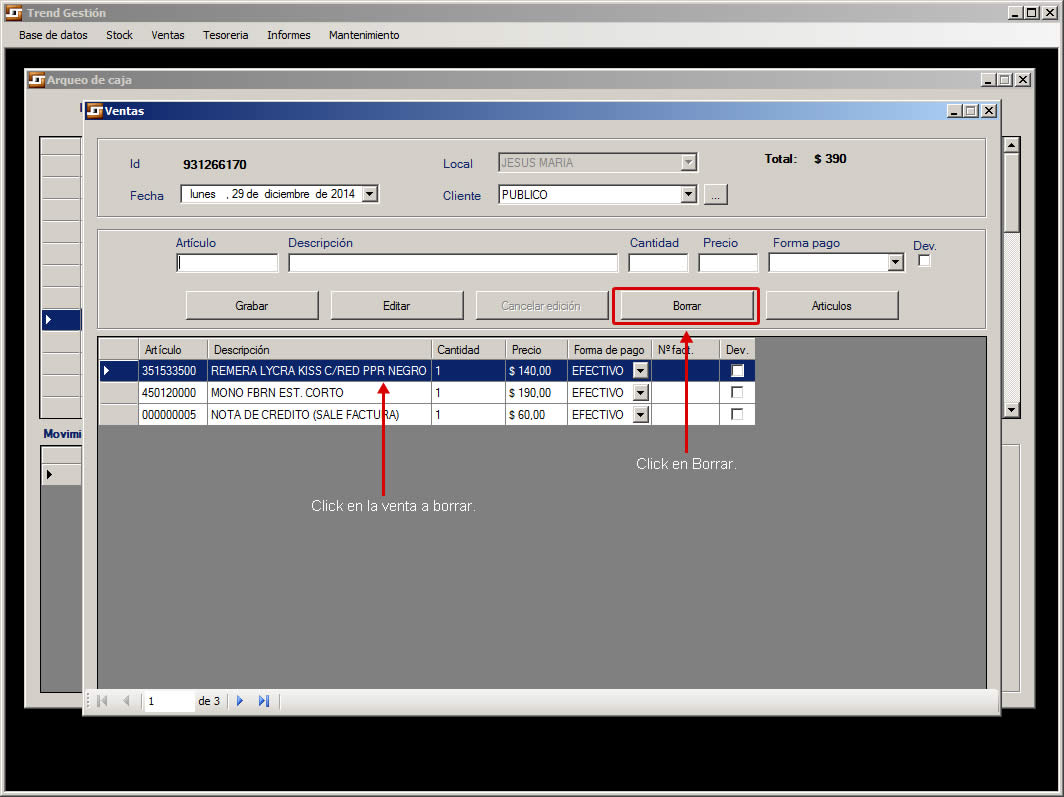 Trend Gestión
Base de datos Stock Ventas Tesoreria Informes Mantenimiento
Arqueo de caja
Ventas
Id 931266170 Local JESUS MARIA Total: $ 390
Fecha lunes , 29 de diciembre de 2014 Cliente PUBLICO ...
Artículo Descripción Cantidad Precio Forma pago Dev.
Grabar Editar Cancelar edición Borrar Articulos
Artículo Descripción Cantidad Precio Forma de pago Nº fact. Dev.
351533500 REMERA LYCRA KISS C/RED PPR NEGRO 1 $ 140,00 EFECTIVO
450120000 MONO FBRN EST. CORTO 1 $ 190,00 EFECTIVO
000000005 NOTA DE CREDITO (SALE FACTURA) 1 $ 60,00 EFECTIVO
Movimi
Click en Borrar.
Click en la venta a borrar.
1 de 3